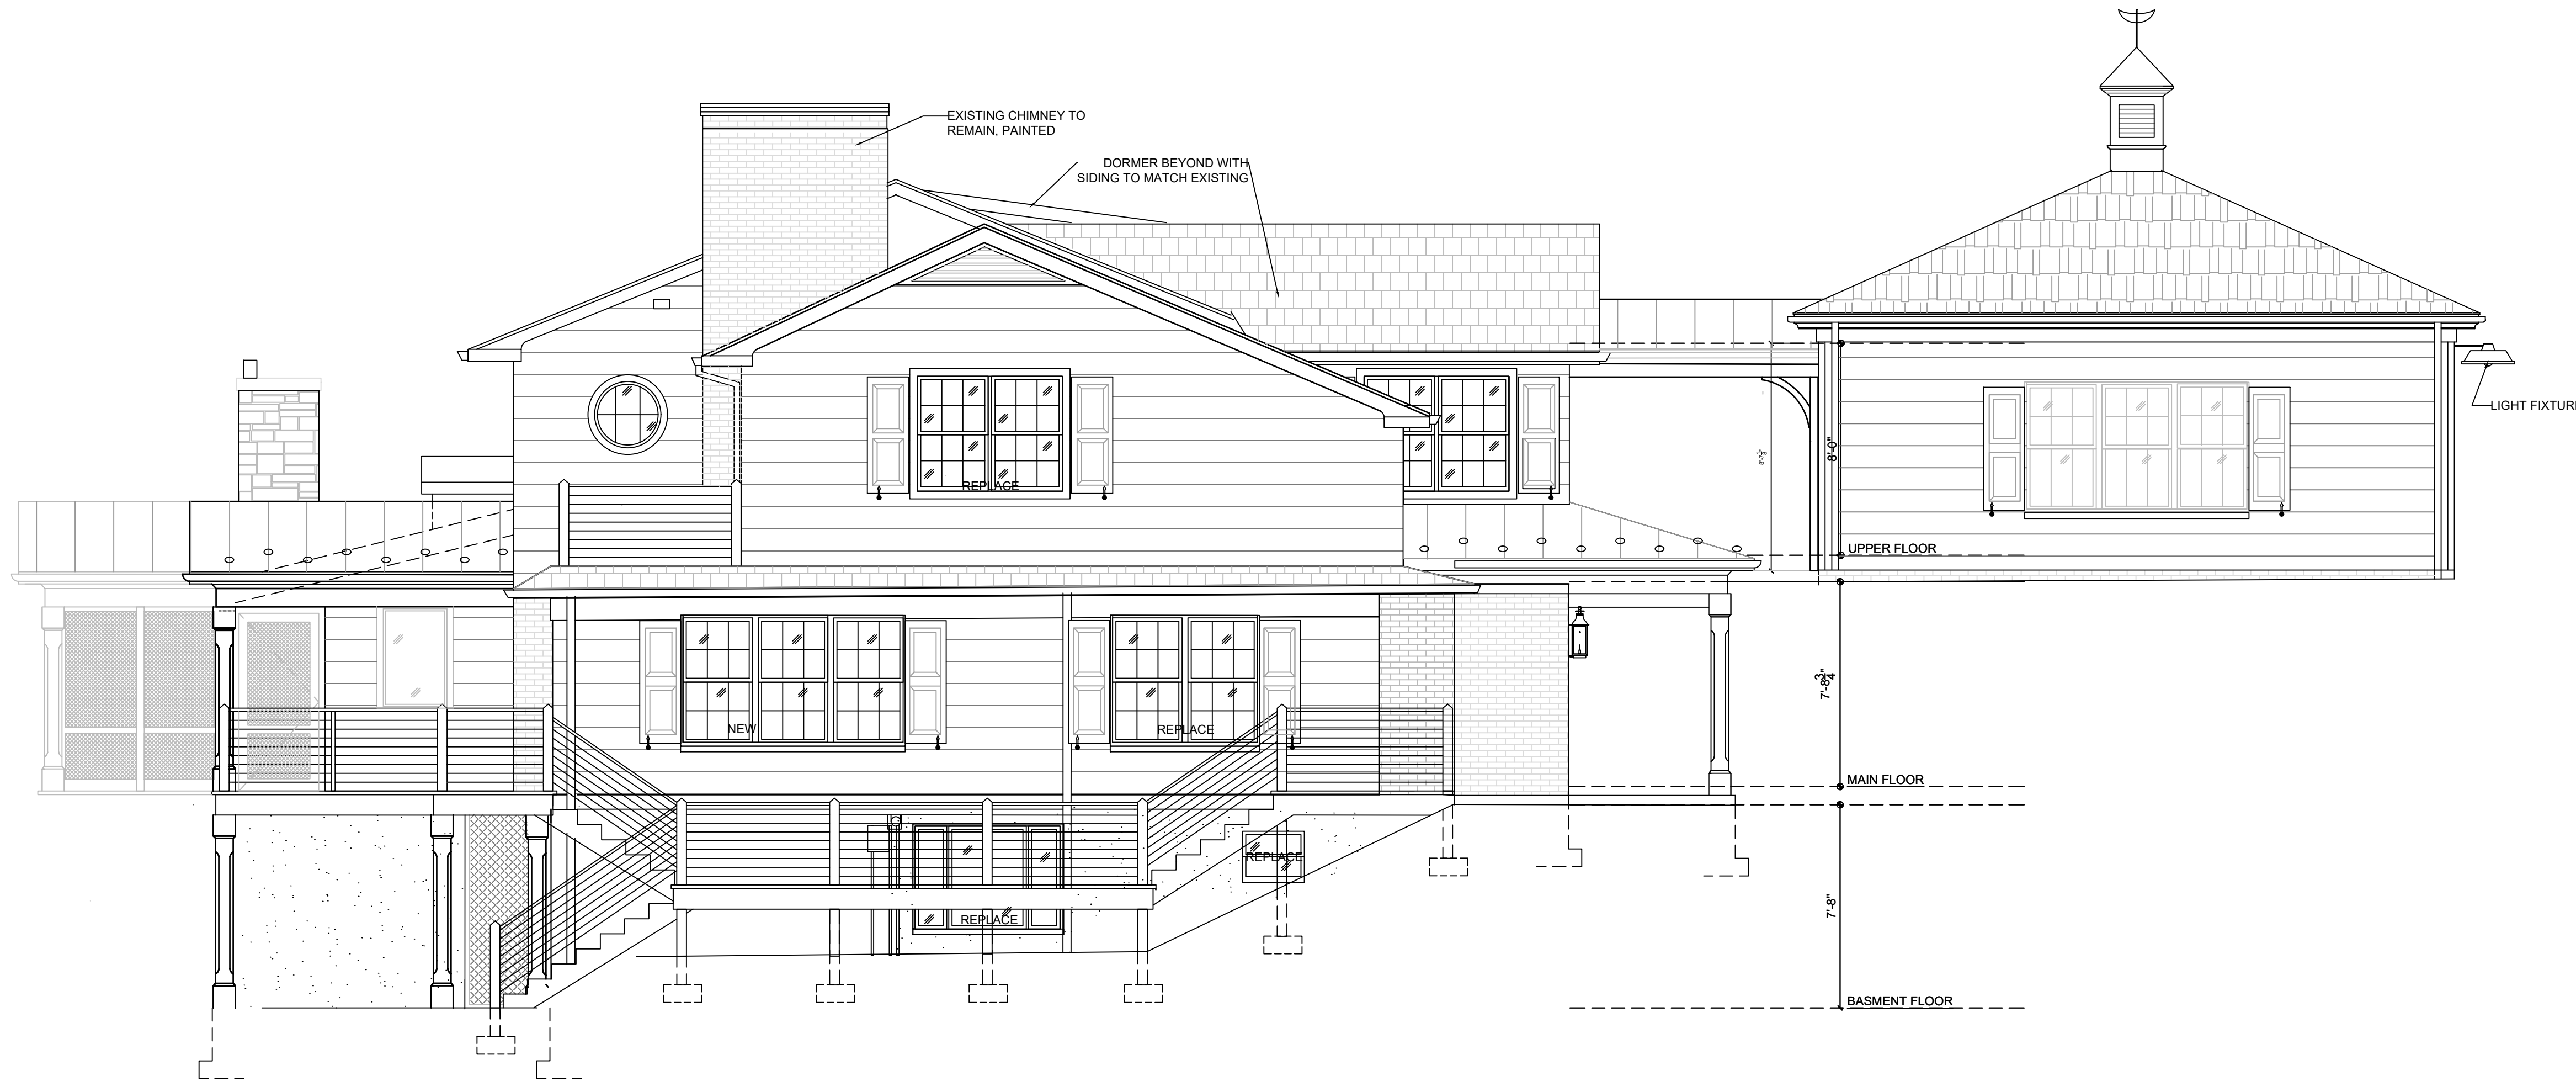 EXISTING CHIMNEY TO
REMAIN, PAINTED
DORMER BEYOND WITH
SIDING TO MATCH EXISTING
LIGHT FIXTUR
8'-0"
REPLACE
UPPER FLOOR
7'-8 3/4"
NEW
REPLACE
MAIN FLOOR
REPLACE
7'-8"
REPLACE
BASMENT FLOOR